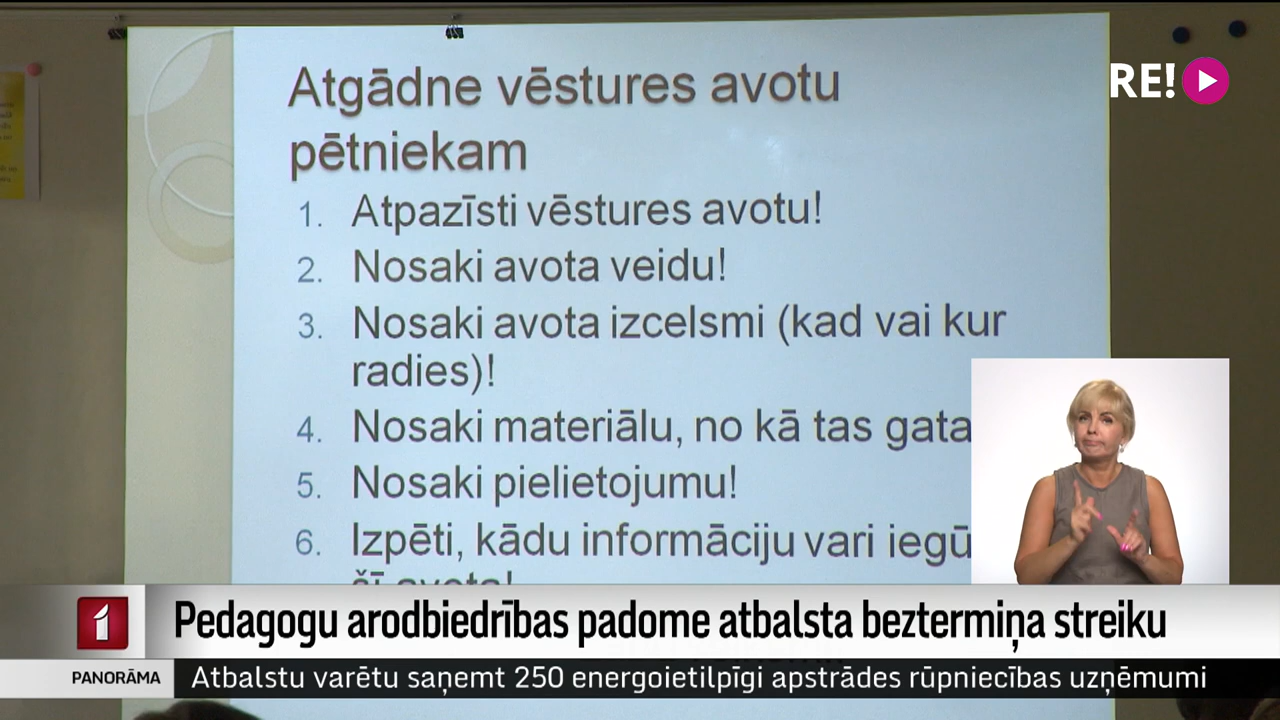 RE!
Atgādne vēstures avotu
pētniekam
1. Atpazīsti vēstures avotu!
2. Nosaki avota veidu!
3. Nosaki avota izcelsmi (kad vai kur
radies)!
4. Nosaki materiālu, no kā tas gata
5. Nosaki pielietojumu!
6. Izpēti, kādu informāciju vari iegū
šī avota!
1 Pedagogu arodbiedrības padome atbalsta beztermiņa streiku
PANORĀMA Atbalstu varētu saņemt 250 energoietilpīgi apstrādes rūpniecības uzņēmumi